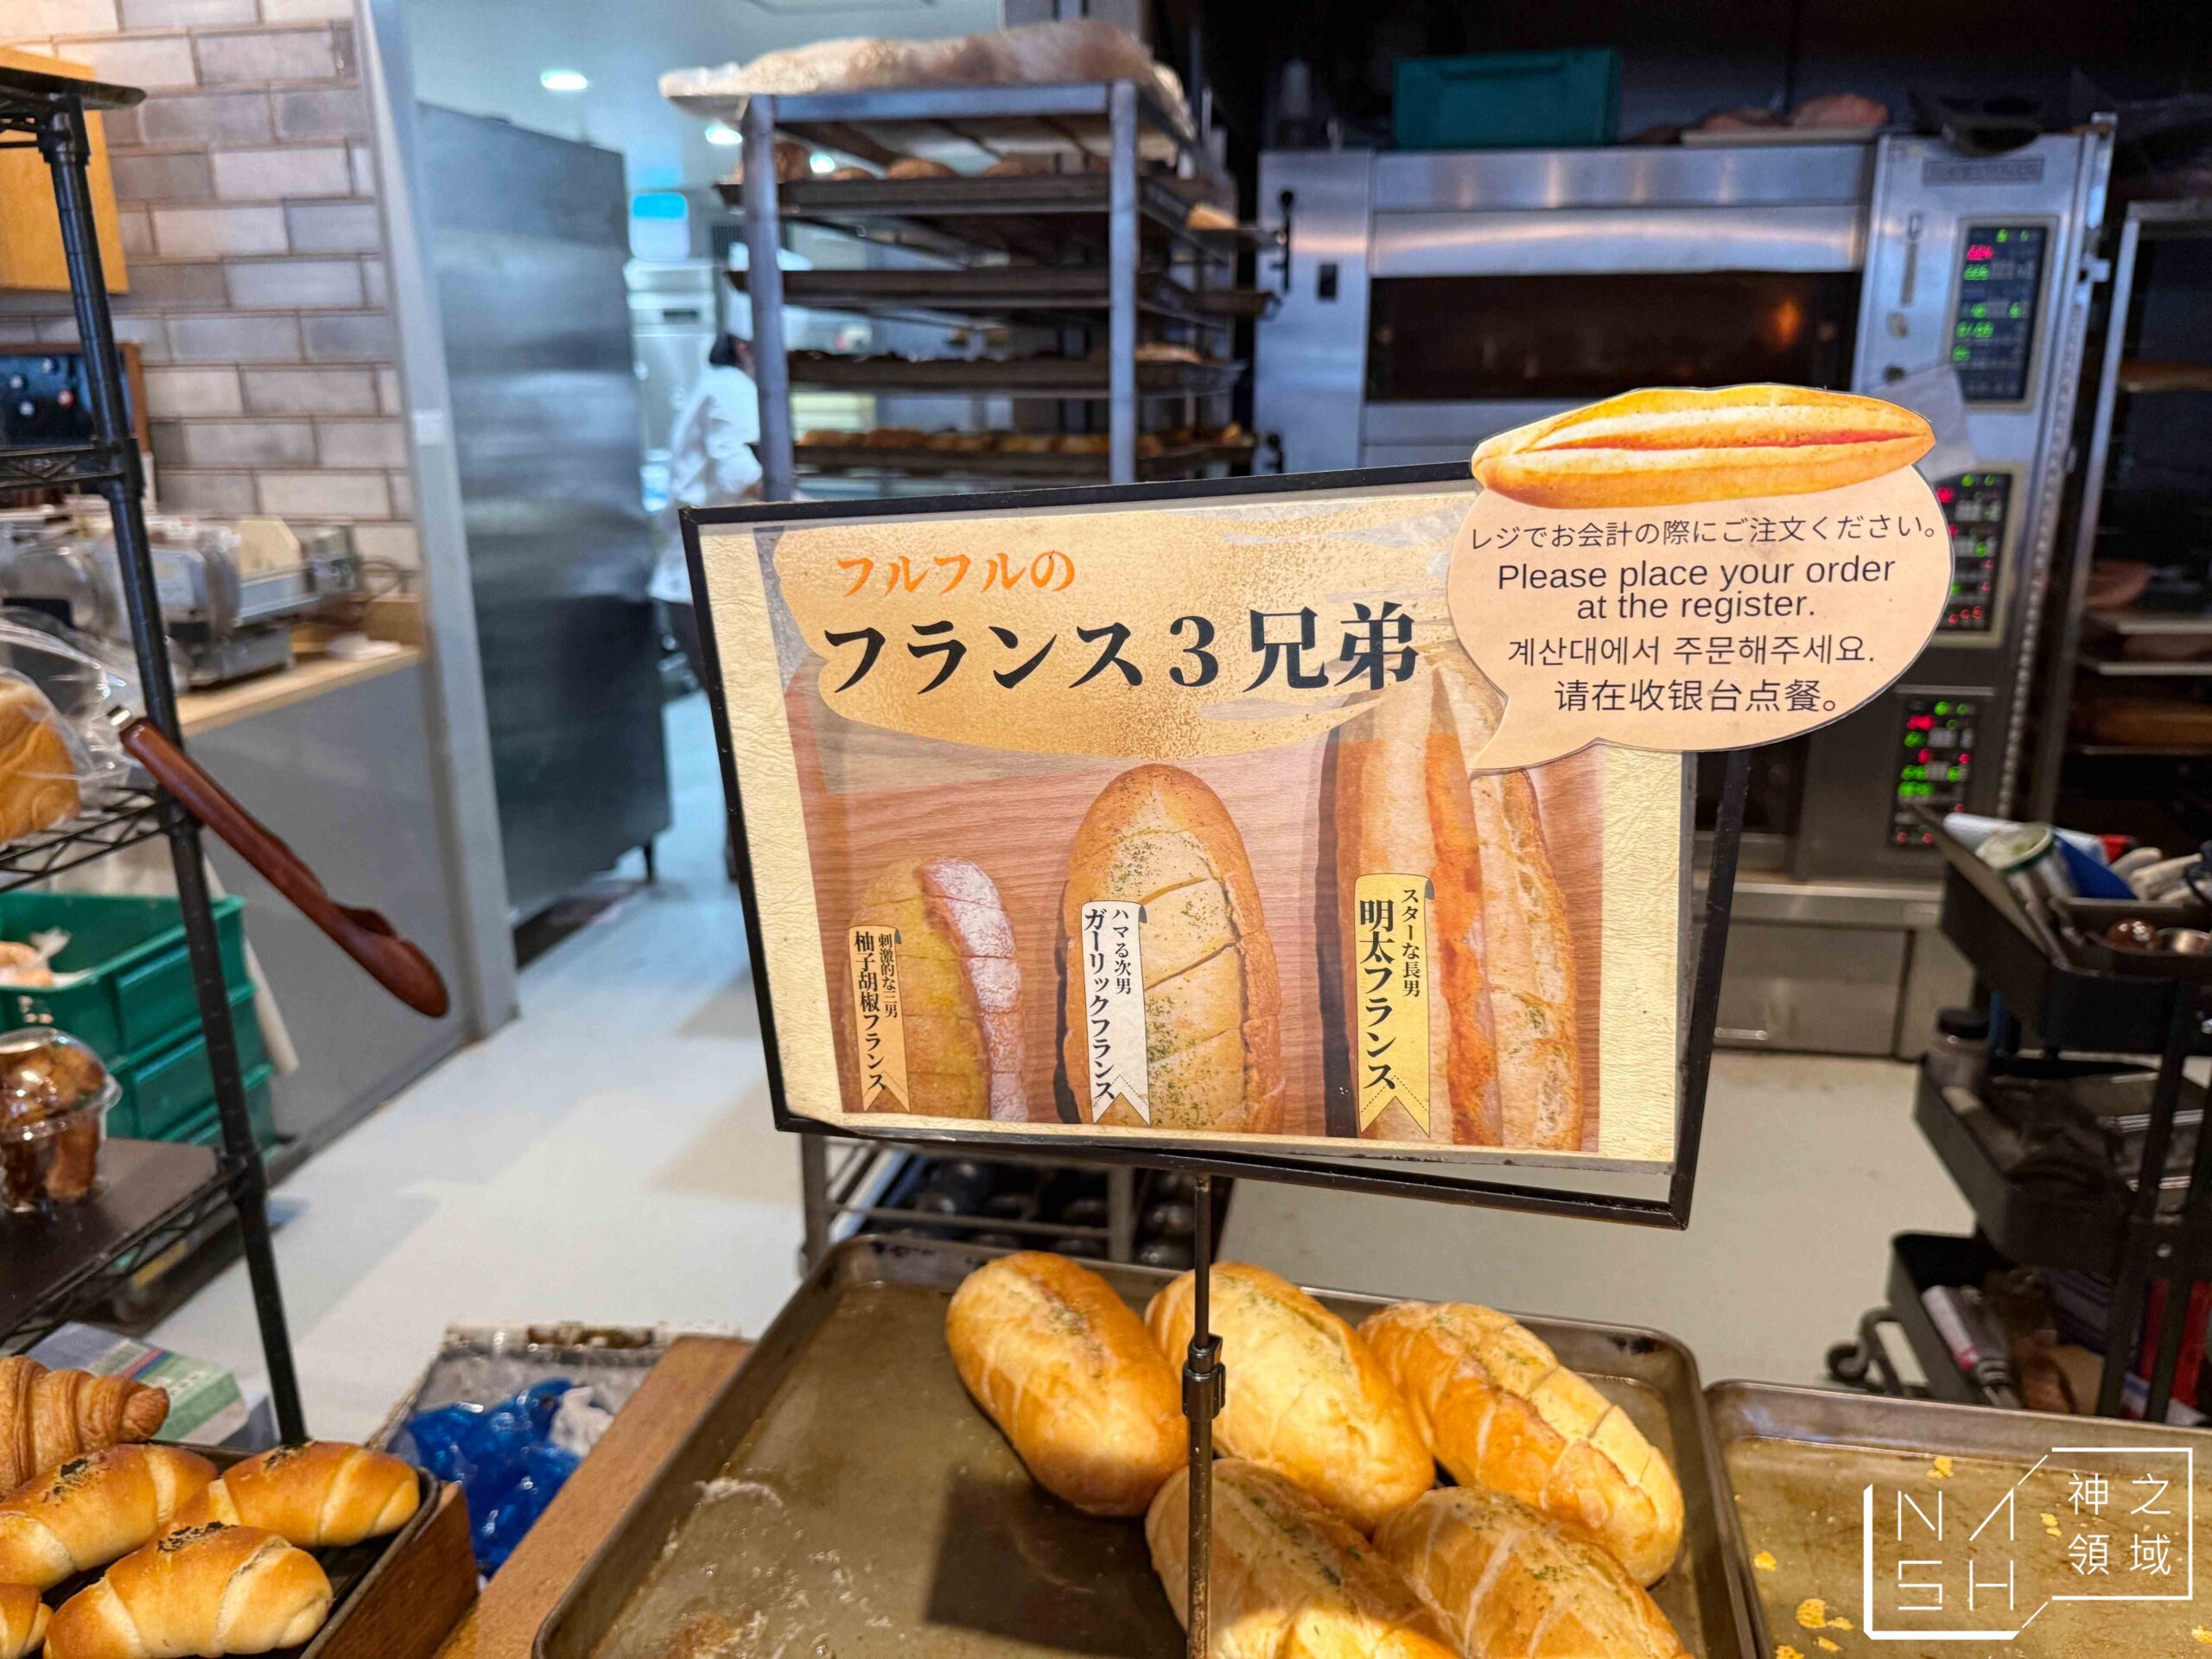 フルフルの
フランス3兄弟
レジでお会計の際にご注文ください。
Please place your order
at the register.
계산대에서 주문해주세요.
请在收银台点餐。
刺激的な三男
柚子胡椒フランス
ハマる次男
ガーリックフランス
スターな長男
明太フランス
NASH
神之領域